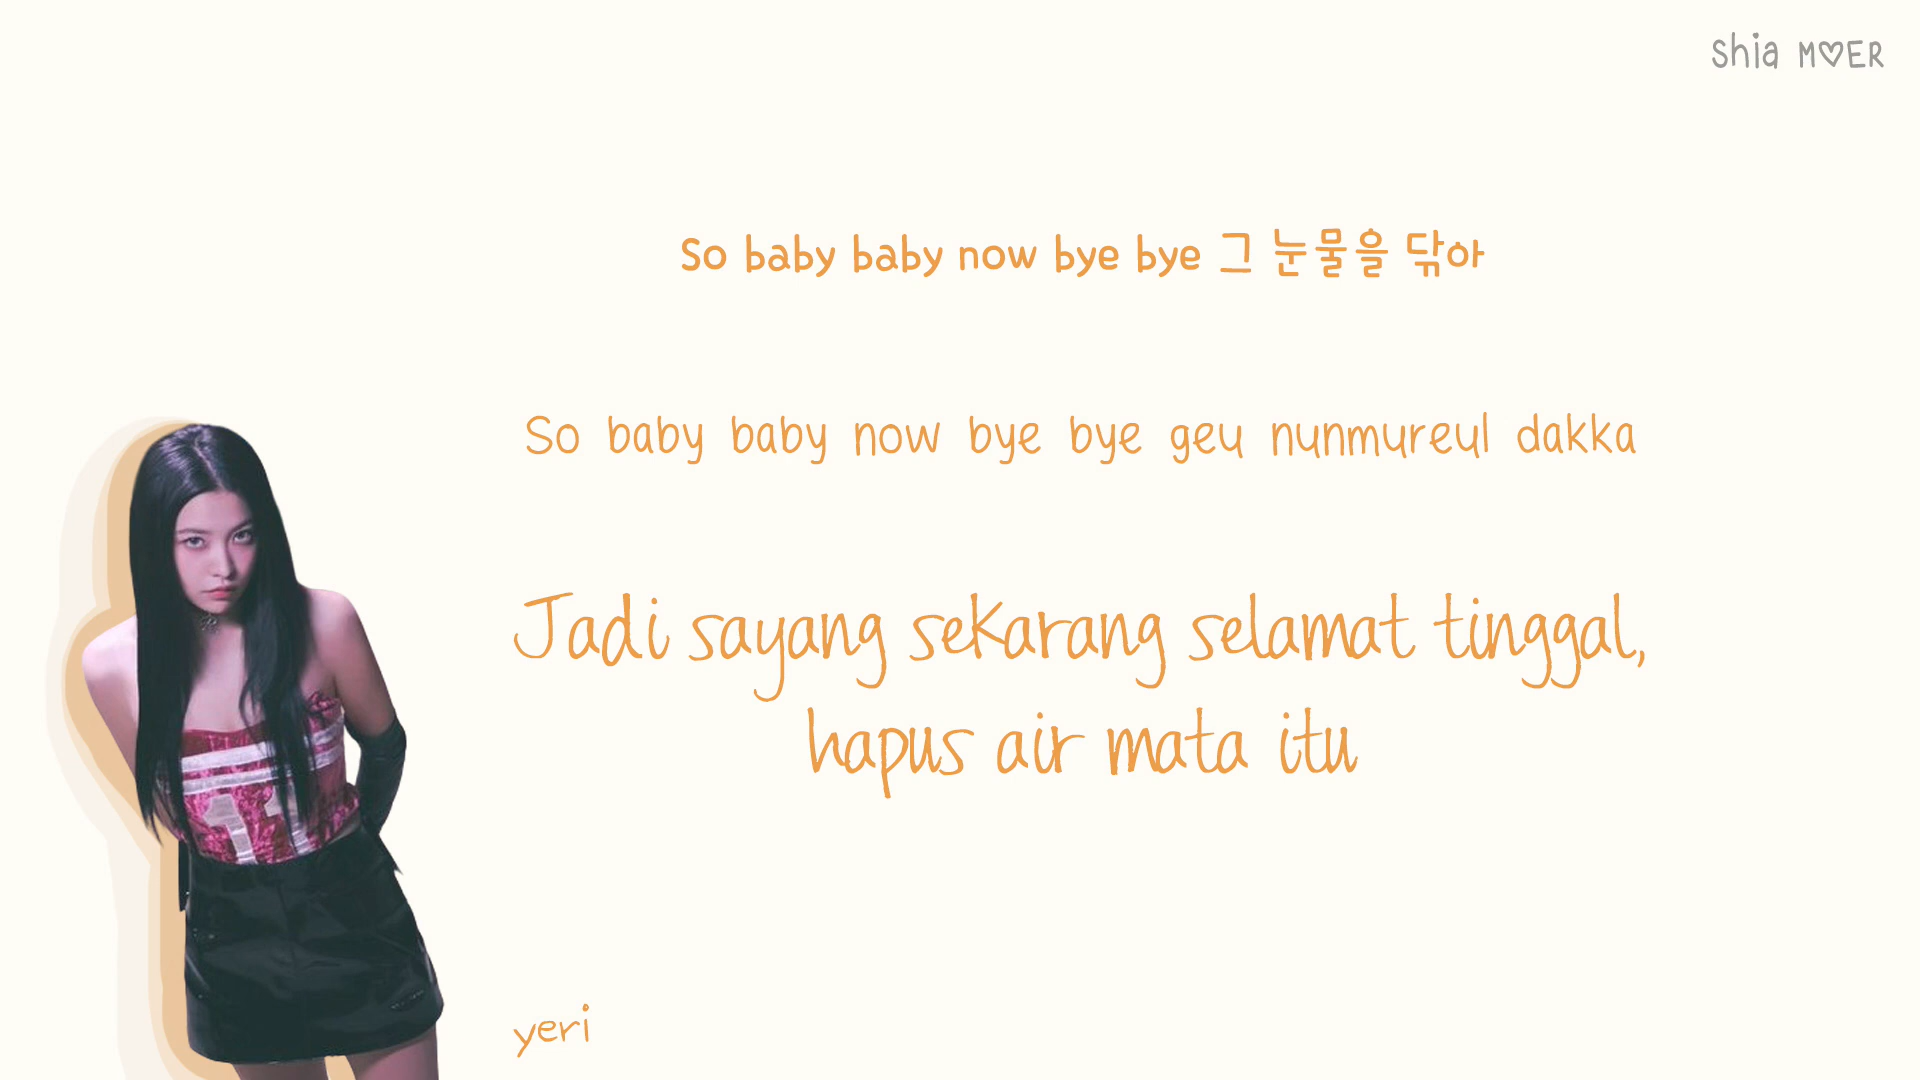 Shia M♡ER
So baby baby now bye bye 그 눈물을 닦아
So baby baby now bye bye geu nunmureul dakka
Jadi sayang sekarang selamat tinggal,
hapus air mata itu
yeri